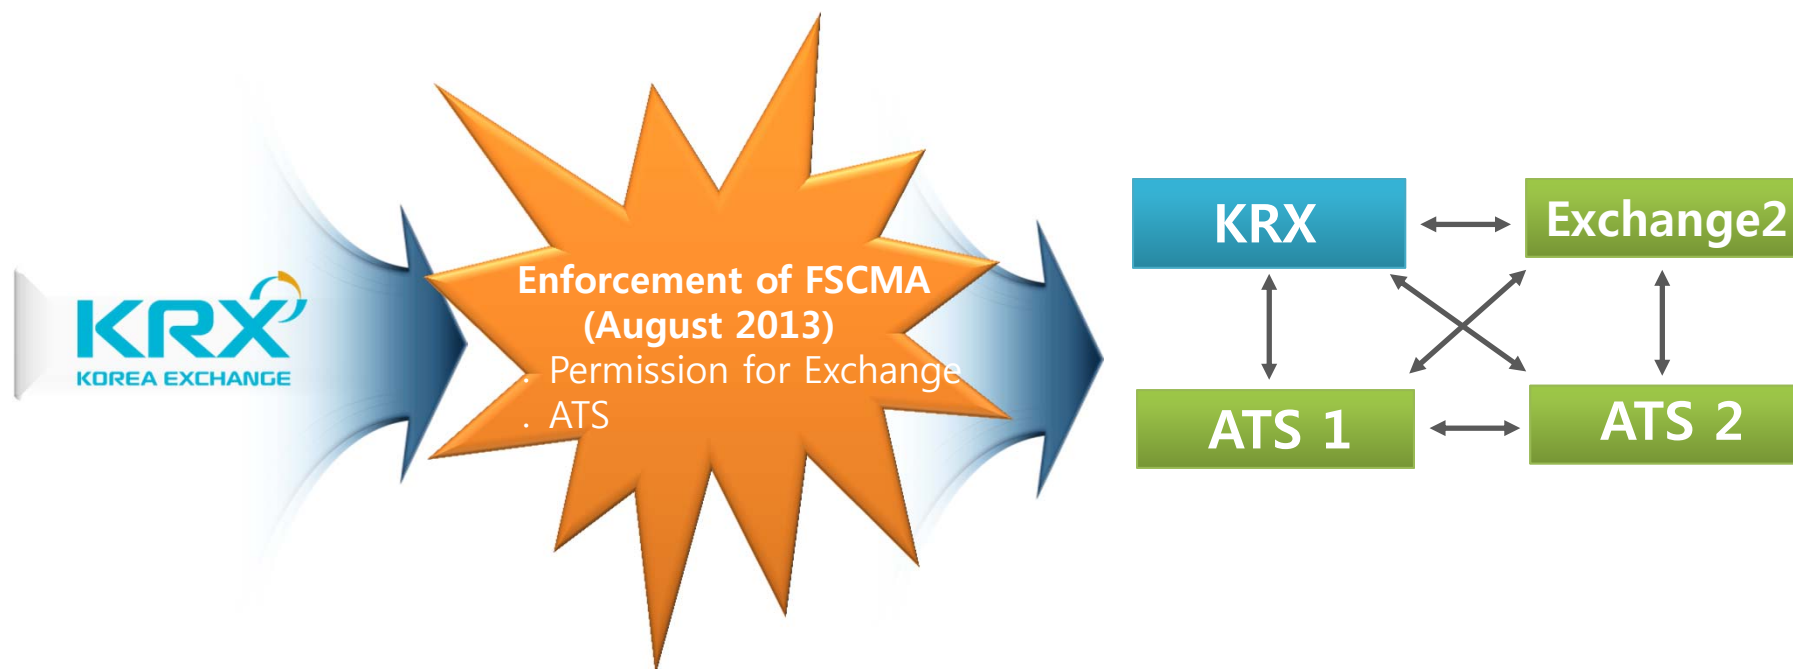 KRX
KOREA EXCHANGE
Enforcement of FSCMA
(August 2013)
. Permission for Exchange
. ATS
KRX
Exchange2
ATS 1
ATS 2